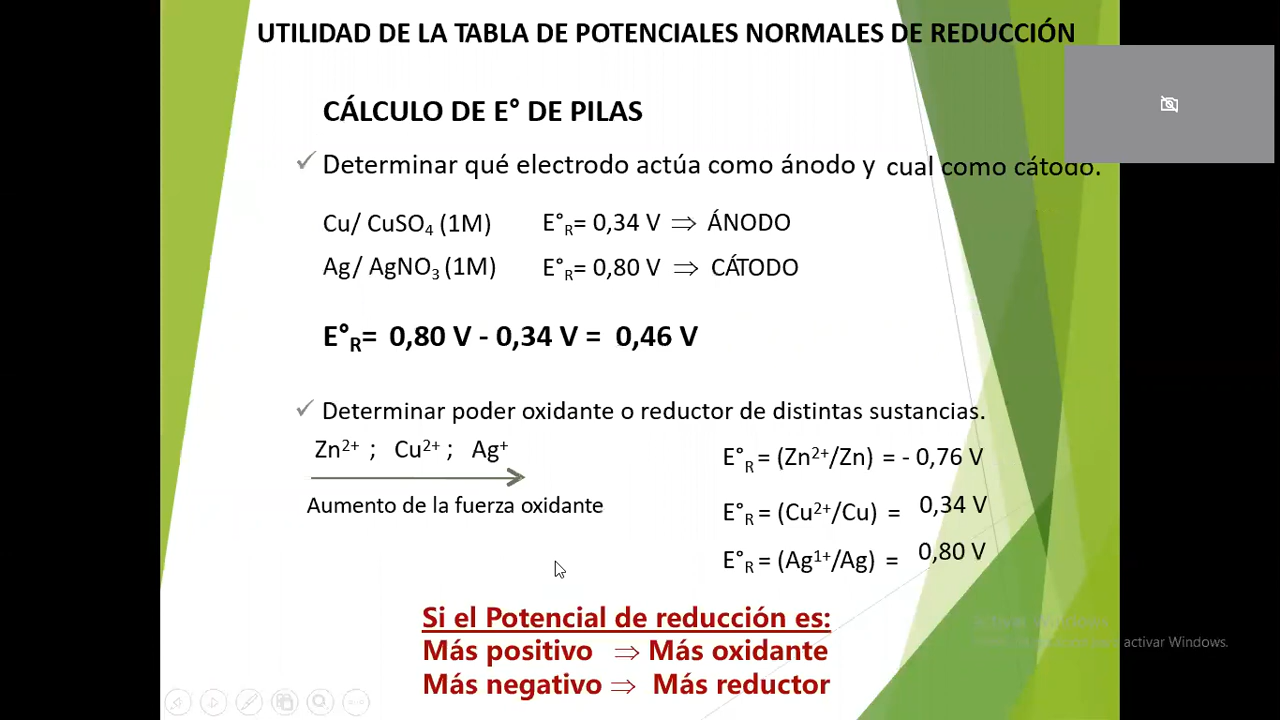 UTILIDAD DE LA TABLA DE POTENCIALES NORMALES DE REDUCCIÓN
CÁLCULO DE E° DE PILAS
✓ Determinar qué electrodo actúa como ánodo y cual como cátodo.
Cu/ CuSO₄ (1M) E°R= 0,34 V ⇒ ÁNODO
Ag/ AgNO₃ (1M) E°R= 0,80 V ⇒ CÁTODO
E°R= 0,80 V - 0,34 V = 0,46 V
✓ Determinar poder oxidante o reductor de distintas sustancias.
Zn²⁺ ; Cu²⁺ ; Ag⁺
Aumento de la fuerza oxidante
E°R = (Zn²⁺/Zn) = - 0,76 V
E°R = (Cu²⁺/Cu) = 0,34 V
E°R = (Ag¹⁺/Ag) = 0,80 V
Si el Potencial de reducción es:
Más positivo ⇒ Más oxidante
Más negativo ⇒ Más reductor
activar Windows.